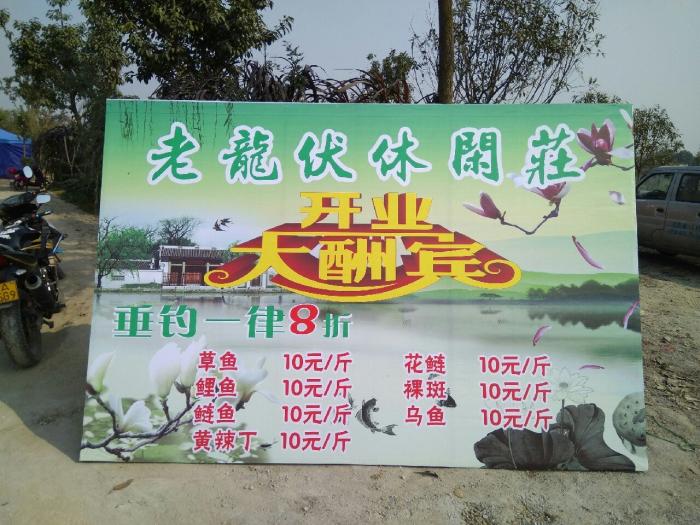 老龍伏休閑莊
开业
大酬宾
垂钓一律8折
草鱼 10元/斤 花鲢 10元/斤
鲤鱼 10元/斤 裸斑 10元/斤
鲢鱼 10元/斤 乌鱼 10元/斤
黄辣丁 10元/斤